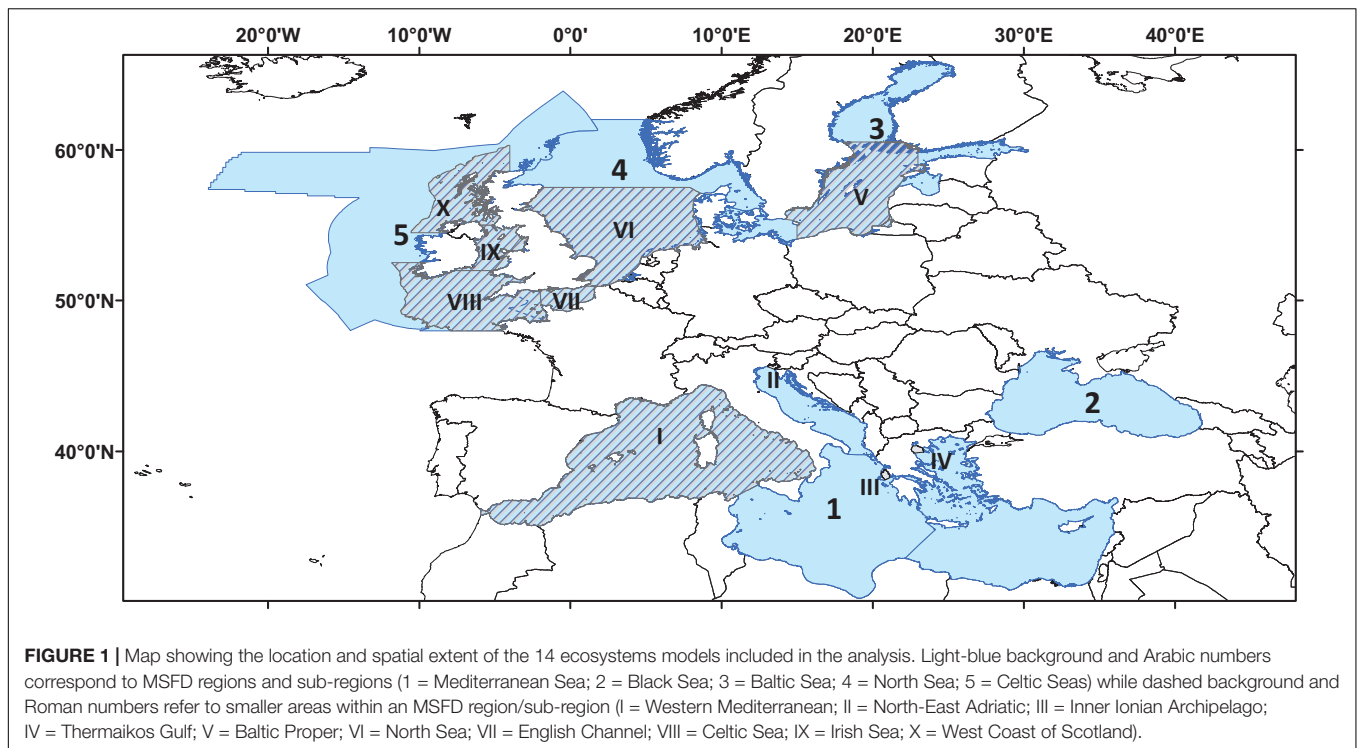 20°0'W 10°0'W 0°0' 10°0'E 20°0'E 30°0'E 40°0'E
60°0'N
50°0'N
40°0'N
3
4
V
X
VI
5
IX
VIII
VII
II
2
I
IV
III
1
FIGURE 1 | Map showing the location and spatial extent of the 14 ecosystems models included in the analysis. Light-blue background and Arabic numbers
correspond to MSFD regions and sub-regions (1 = Mediterranean Sea; 2 = Black Sea; 3 = Baltic Sea; 4 = North Sea; 5 = Celtic Seas) while dashed background and
Roman numbers refer to smaller areas within an MSFD region/sub-region (I = Western Mediterranean; II = North-East Adriatic; III = Inner Ionian Archipelago;
IV = Thermaikos Gulf; V = Baltic Proper; VI = North Sea; VII = English Channel; VIII = Celtic Sea; IX = Irish Sea; X = West Coast of Scotland).